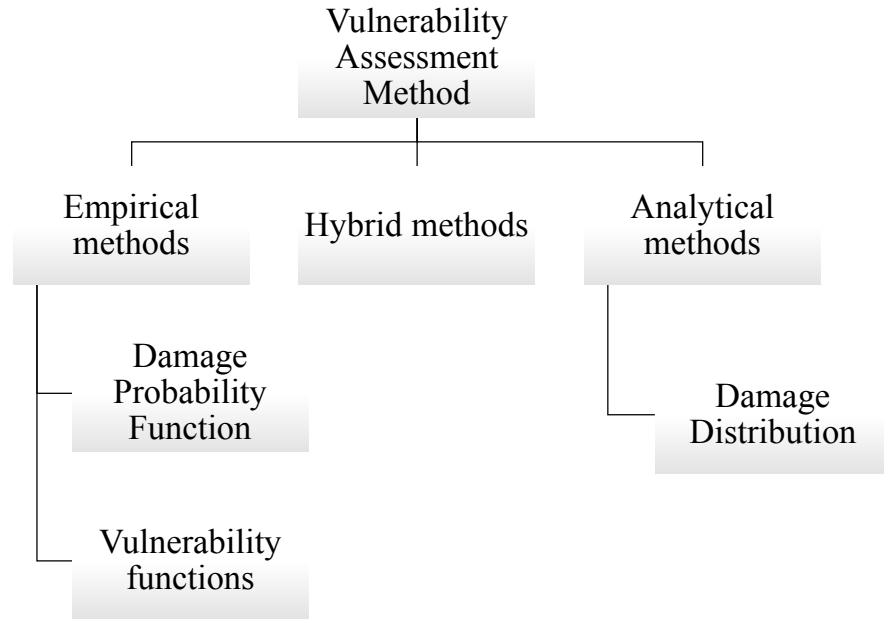 Vulnerability
Assessment
Method
Empirical
methods
Hybrid methods
Analytical
methods
Damage
Probability
Function
Damage
Distribution
Vulnerability
functions